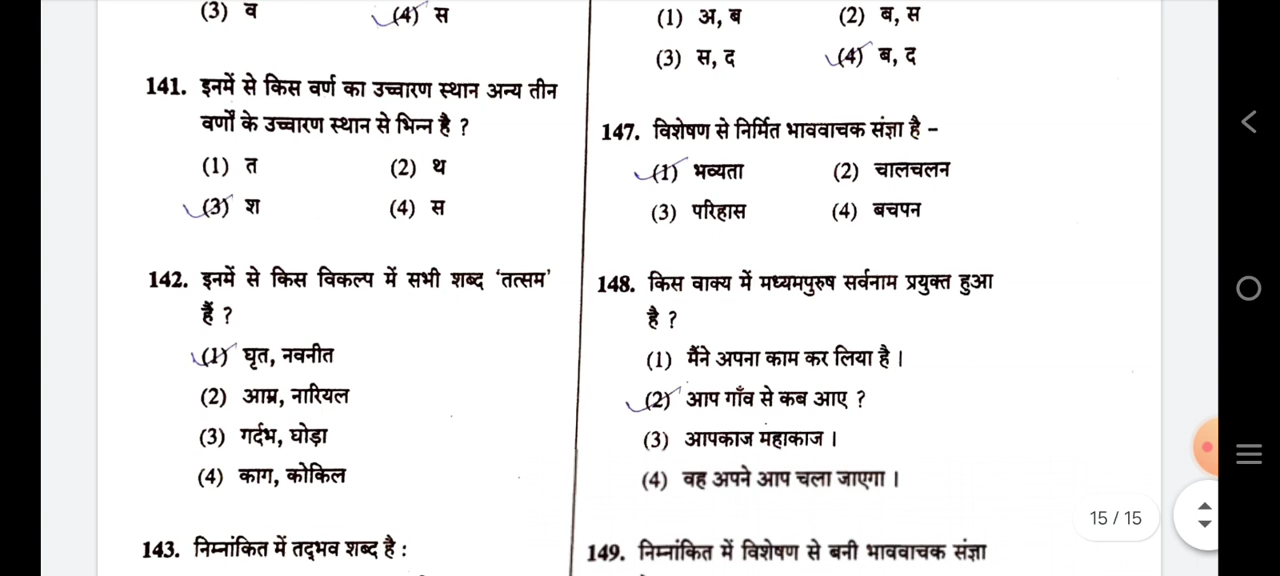 (3) व (4) स
141. इनमें से किस वर्ण का उच्चारण स्थान अन्य तीन
वर्णों के उच्चारण स्थान से भिन्न है ?
(1) त (2) थ
(3) श (4) स
142. इनमें से किस विकल्प में सभी शब्द ‘तत्सम’
हैं ?
(1) घृत, नवनीत
(2) आम्र, नारियल
(3) गर्दभ, घोड़ा
(4) काग, कोकिल
143. निम्नांकित में तद्भव शब्द है :
(1) अ, ब (2) ब, स
(3) स, द (4) ब, द
147. विशेषण से निर्मित भाववाचक संज्ञा है –
(1) भव्यता (2) चालचलन
(3) परिहास (4) बचपन
148. किस वाक्य में मध्यमपुरुष सर्वनाम प्रयुक्त हुआ
है ?
(1) मैंने अपना काम कर लिया है ।
(2) आप गाँव से कब आए ?
(3) आपकाज महाकाज ।
(4) वह अपने आप चला जाएगा ।
149. निम्नांकित में विशेषण से बनी भाववाचक संज्ञा
15 / 15